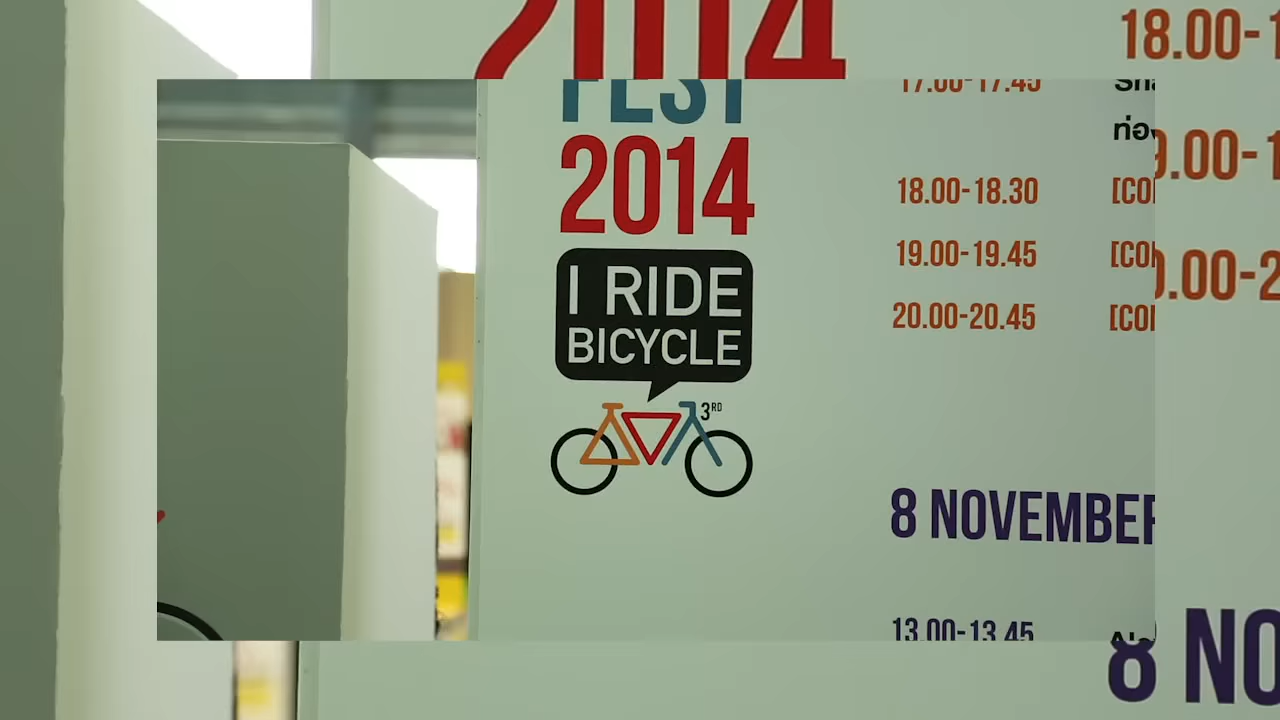 2014
18.00-1
FEST
2014
I RIDE
BICYCLE
3RD
17.00-17.45
ท่อง
18.00-18.30 [CO
19.00-19.45 [CO
20.00-20.45 [CO
8 NOVEMBER
13.00-13.45
9.00-1
0.00-2
8 NO